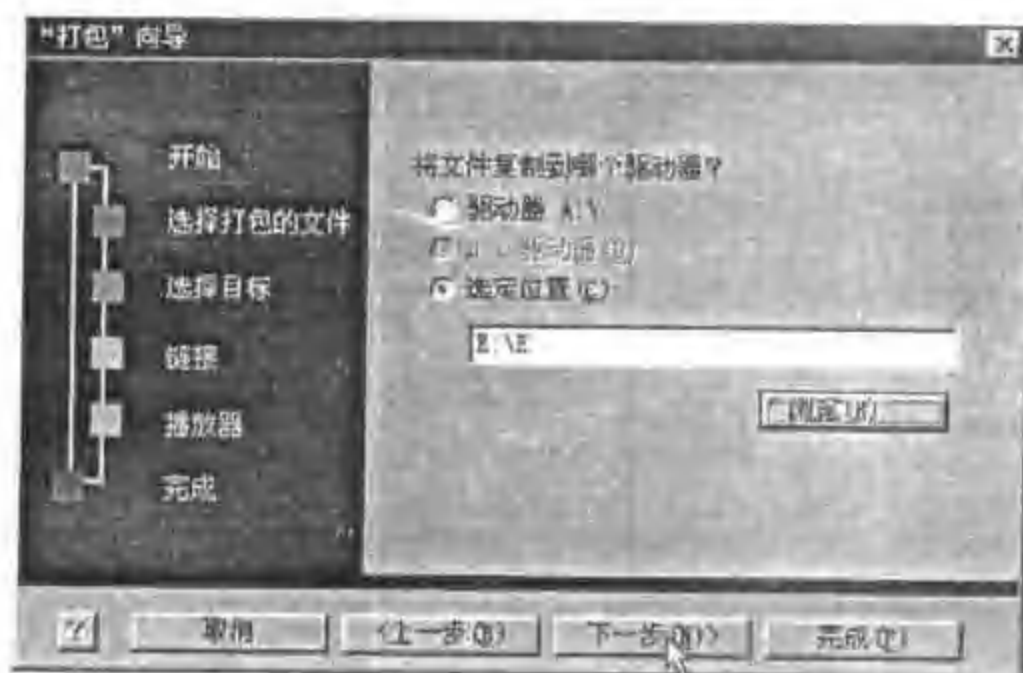 “打包”向导
开始
选择打包的文件
选择目标
链接
播放器
完成
将文件复制到哪个驱动器?
驱动器 A:\
选定位置(C)
E:\E
取消
<上一步(B)
下一步(N)>
完成(F)